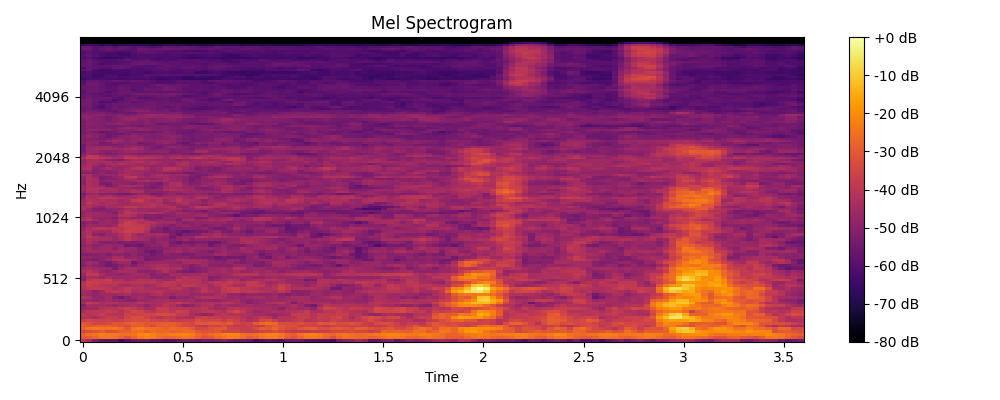 Mel Spectrogram
Hz
4096
2048
1024
512
0
0 0.5 1 1.5 2 2.5 3 3.5
Time
+0 dB
-10 dB
-20 dB
-30 dB
-40 dB
-50 dB
-60 dB
-70 dB
-80 dB